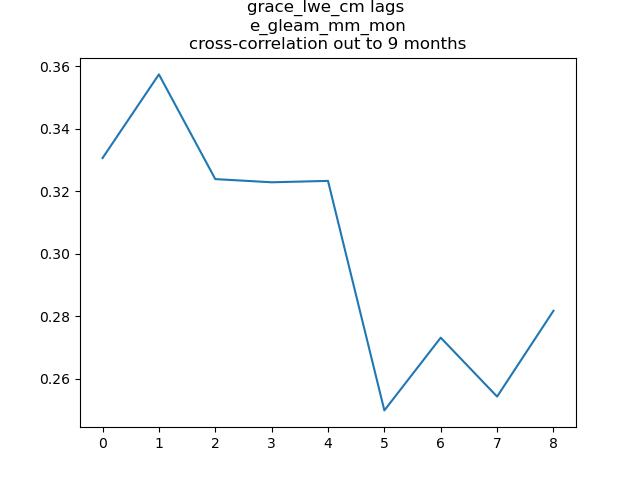 grace_lwe_cm lags
e_gleam_mm_mon
cross-correlation out to 9 months
0.36
0.34
0.32
0.30
0.28
0.26
0 1 2 3 4 5 6 7 8